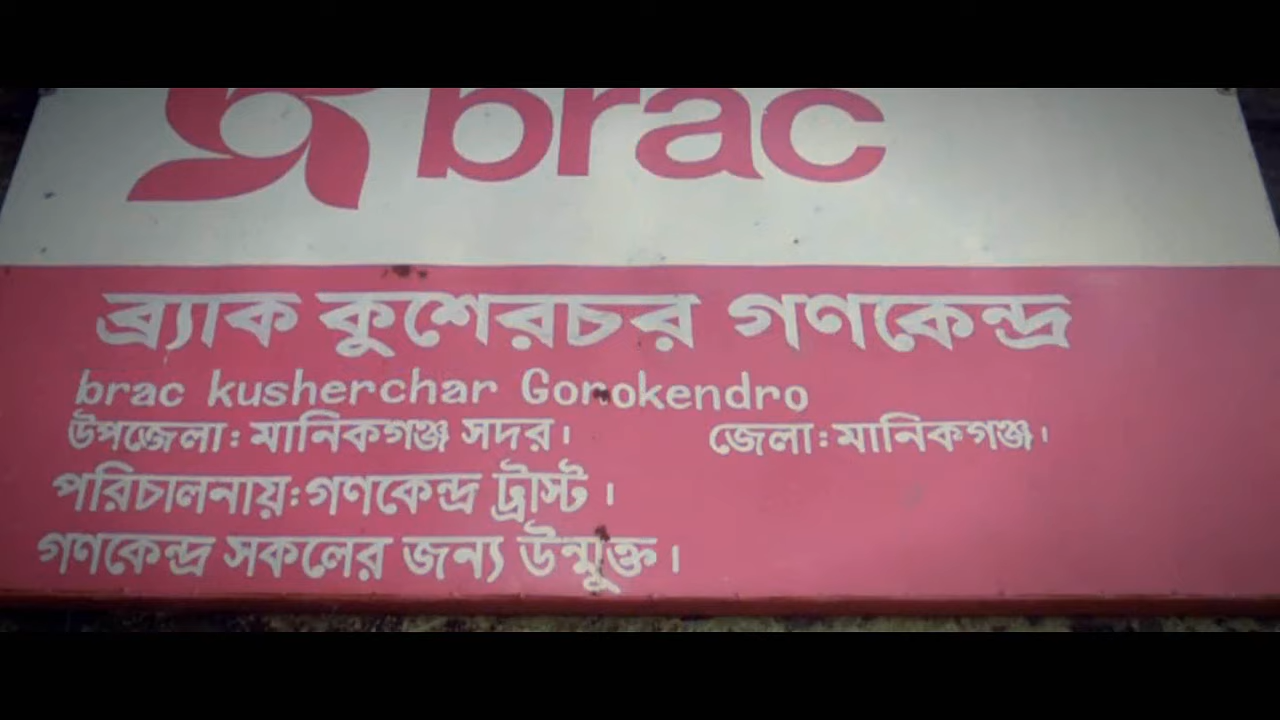 brac
ব্র্যাক কুশেরচর গণকেন্দ্র
brac kusherchar Gonokendro
উপজেলা: মানিকগঞ্জ সদর। জেলা: মানিকগঞ্জ।
পরিচালনায়: গণকেন্দ্র ট্রাস্ট।
গণকেন্দ্র সকলের জন্য উন্মুক্ত।